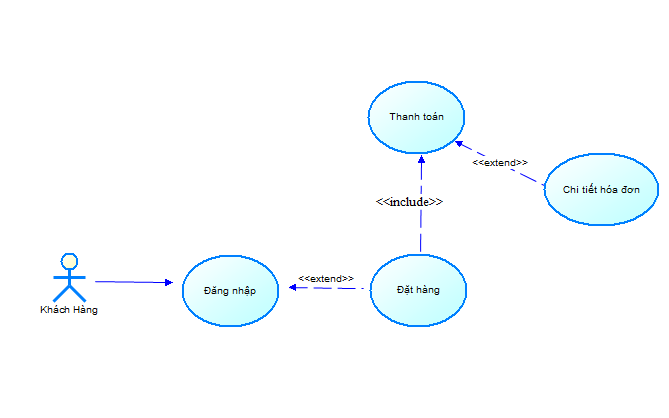 Thanh toán
<<extend>>
Chi tiết hóa đơn
<<include>>
<<extend>>
Đăng nhập
Đặt hàng
Khách Hàng